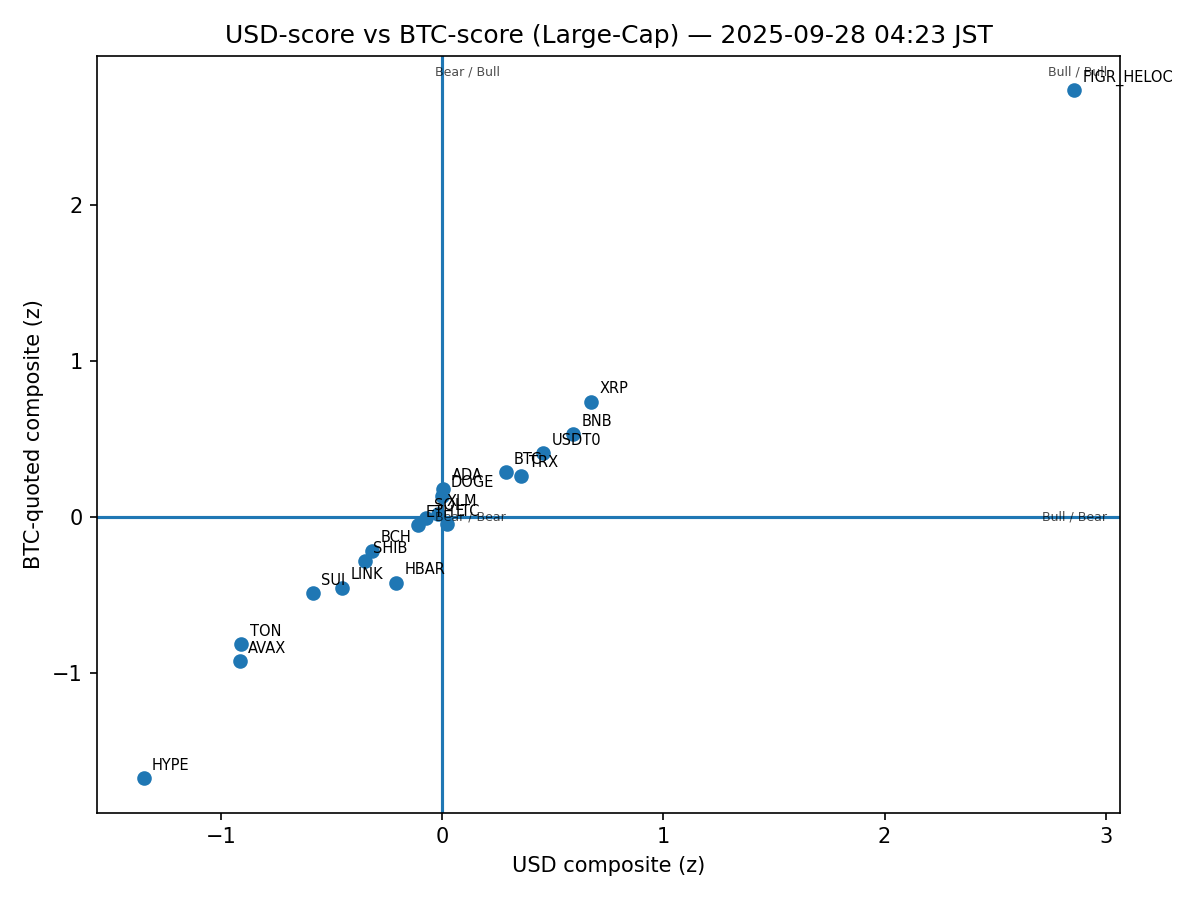 USD-score vs BTC-score (Large-Cap) — 2025-09-28 04:23 JST
Bear / Bull
Bull / Bull
FIGR_HELOC
2
1
0
−1
BTC-quoted composite (z)
XRP
BNB
USDT0
BTC
TRX
ADA
DOGE
XLM
SOL
ETH
LTC
Bear / Bear
Bull / Bear
BCH
SHIB
HBAR
LINK
SUI
TON
AVAX
HYPE
−1
0
1
2
3
USD composite (z)